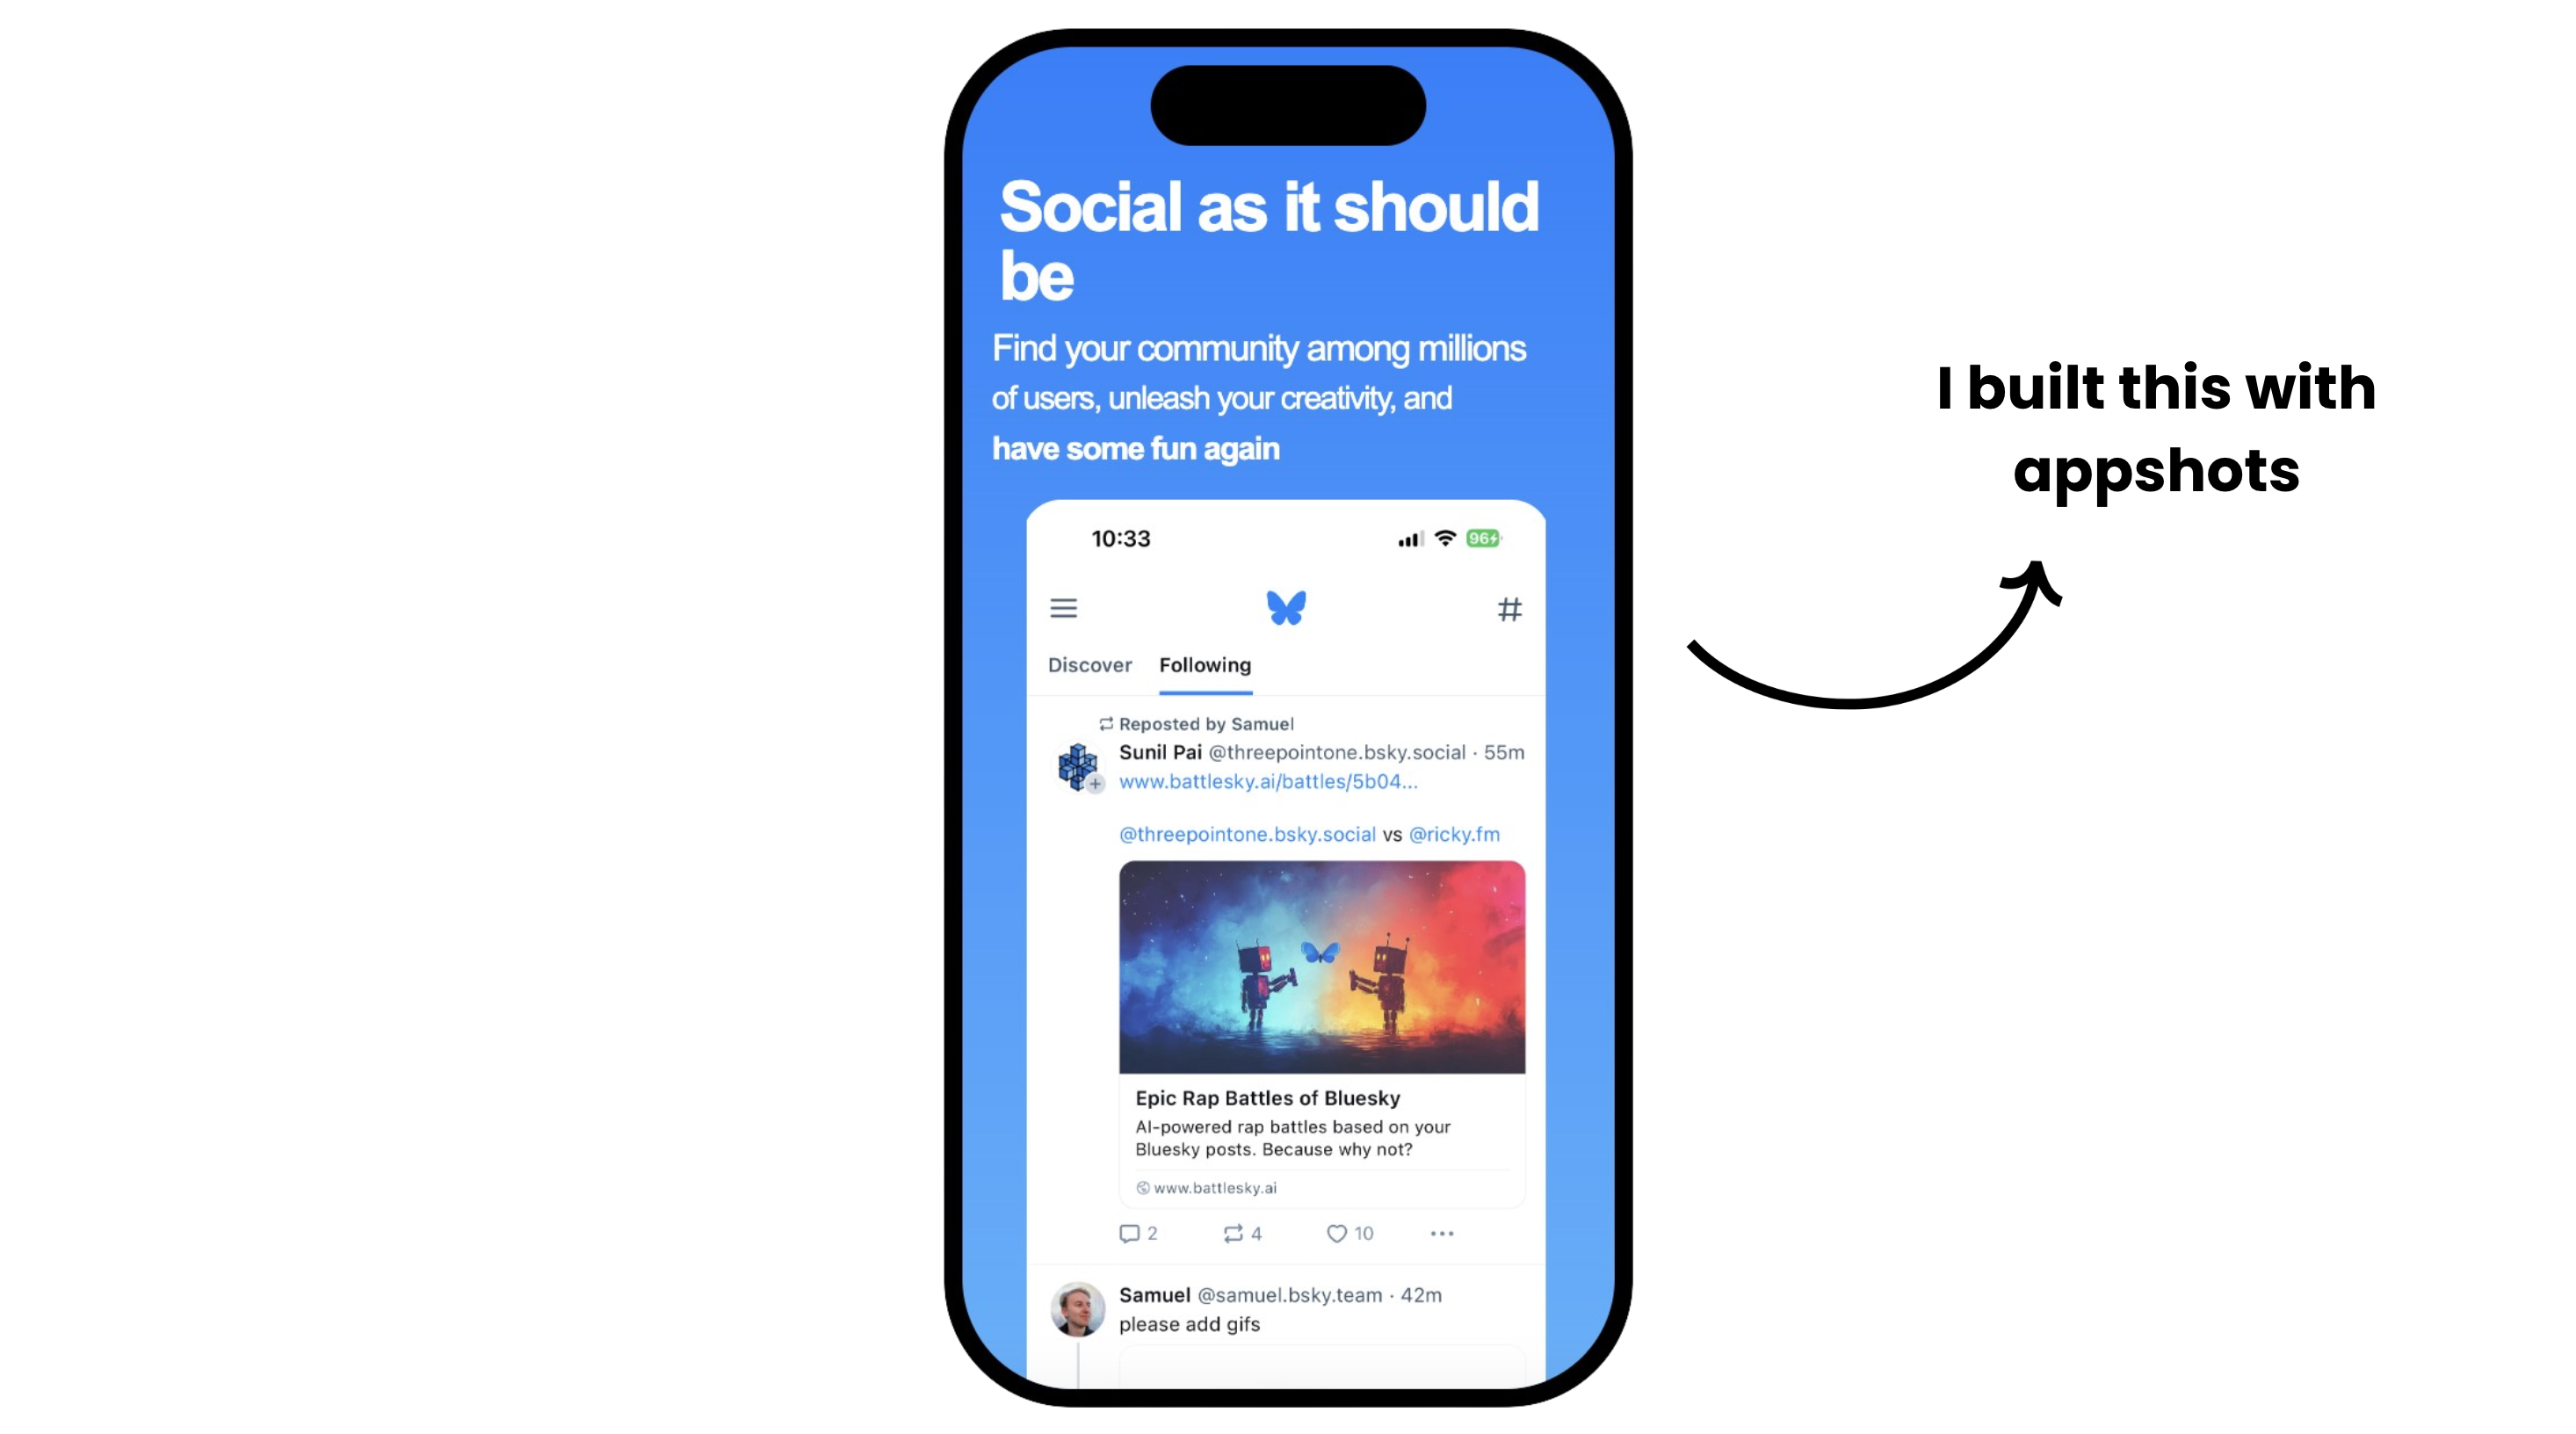 Social as it should
be
Find your community among millions
of users, unleash your creativity, and
have some fun again
10:33
96
Discover Following
Reposted by Samuel
Sunil Pai @threepointone.bsky.social · 55m
www.battlesky.ai/battles/5b04...
@threepointone.bsky.social vs @ricky.fm
Epic Rap Battles of Bluesky
AI-powered rap battles based on your
Bluesky posts. Because why not?
www.battlesky.ai
2 4 10
Samuel @samuel.bsky.team · 42m
please add gifs
I built this with
appshots